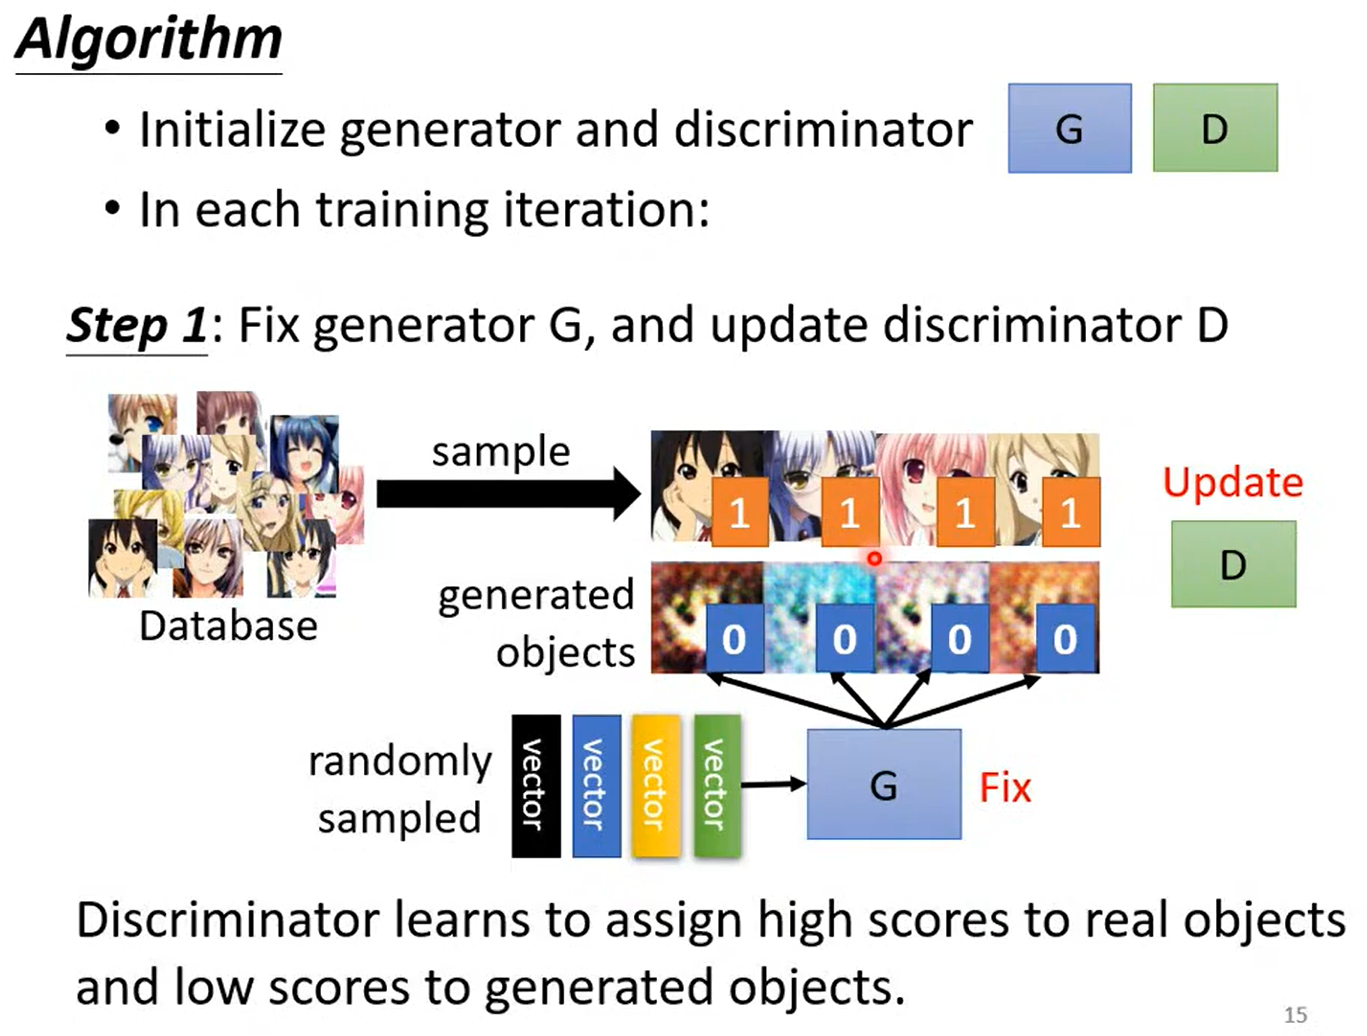 Algorithm
• Initialize generator and discriminator G D
• In each training iteration:
Step 1: Fix generator G, and update discriminator D
sample
1 1 1 1
Update
D
Database
generated
objects
0 0 0 0
randomly
sampled
vector vector vector vector
G
Fix
Discriminator learns to assign high scores to real objects
and low scores to generated objects.
15